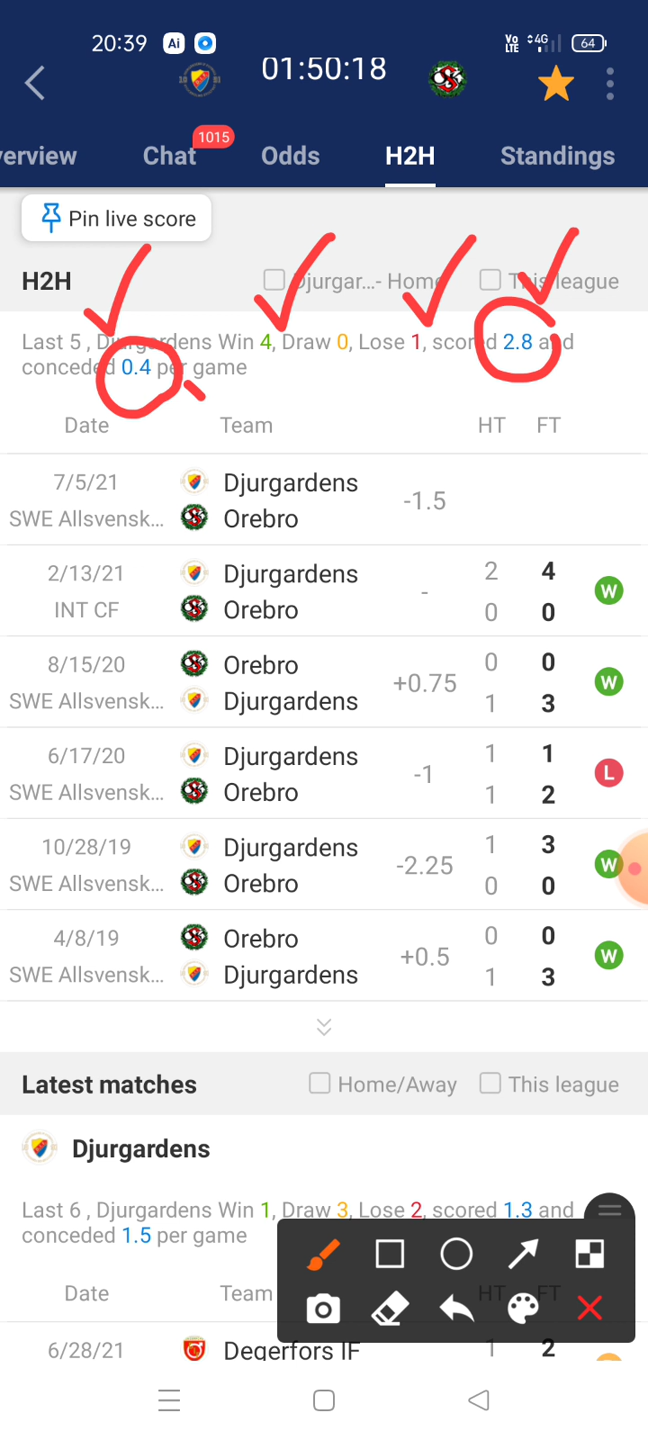 20:39 Ai Vo LTE 4G 64
01:50:18
verview Chat 1015 Odds H2H Standings
Pin live score
H2H Djurgar...- Home This league
Last 5 , Djurgardens Win 4, Draw 0, Lose 1, scored 2.8 and
conceded 0.4 per game
Date Team HT FT
7/5/21 Djurgardens
-1.5
SWE Allsvensk... Orebro
2/13/21 Djurgardens 2 4
- W
INT CF Orebro 0 0
8/15/20 Orebro 0 0
+0.75 W
SWE Allsvensk... Djurgardens 1 3
6/17/20 Djurgardens 1 1
-1 L
SWE Allsvensk... Orebro 1 2
10/28/19 Djurgardens 1 3
-2.25 W
SWE Allsvensk... Orebro 0 0
4/8/19 Orebro 0 0
+0.5 W
SWE Allsvensk... Djurgardens 1 3
Latest matches Home/Away This league
Djurgardens
Last 6 , Djurgardens Win 1, Draw 3, Lose 2, scored 1.3 and
conceded 1.5 per game
Date Team HT FT
6/28/21 Degerfors IF 1 2